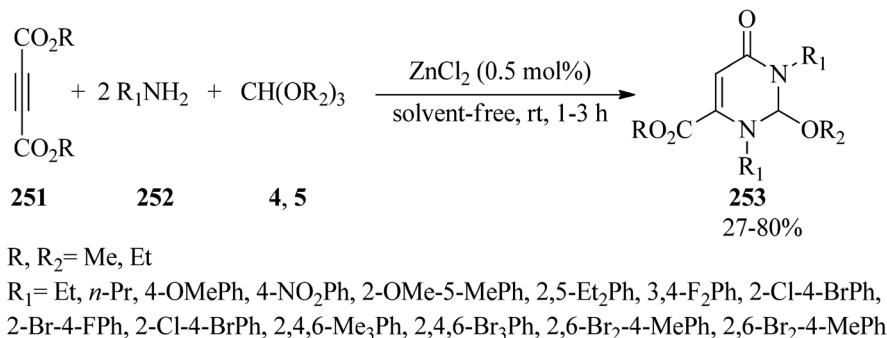 CO₂R
CO₂R
+ 2 R₁NH₂ + CH(OR₂)₃
ZnCl₂ (0.5 mol%)
solvent-free, rt, 1-3 h
O
N
R₁
RO₂C
N
OR₂
R₁
251 252 4, 5 253
27-80%
R, R₂= Me, Et
R₁= Et, n-Pr, 4-OMePh, 4-NO₂Ph, 2-OMe-5-MePh, 2,5-Et₂Ph, 3,4-F₂Ph, 2-Cl-4-BrPh,
2-Br-4-FPh, 2-Cl-4-BrPh, 2,4,6-Me₃Ph, 2,4,6-Br₃Ph, 2,6-Br₂-4-MePh, 2,6-Br₂-4-MePh